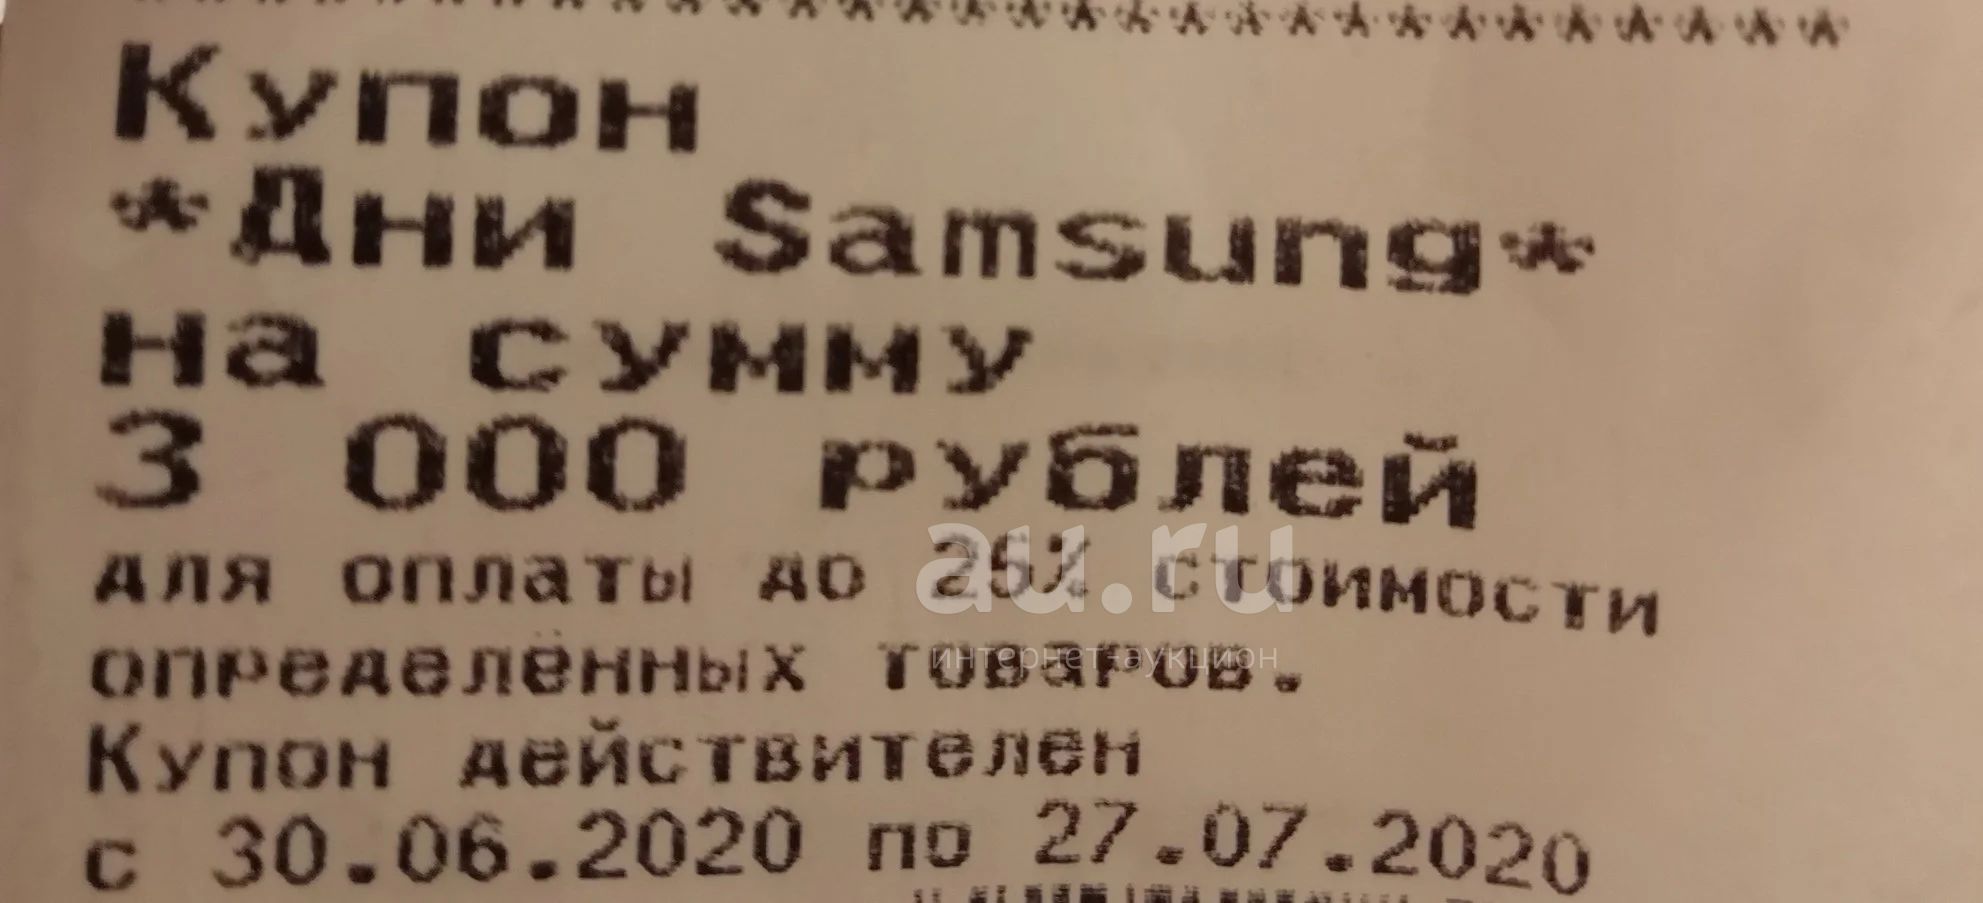 ******************************
Купон
*Дни Samsung*
на сумму
3 000 рублей
для оплаты до 25% стоимости
определённых товаров.
Купон действителен
с 30.06.2020 по 27.07.2020
au.ru
интернет-аукцион